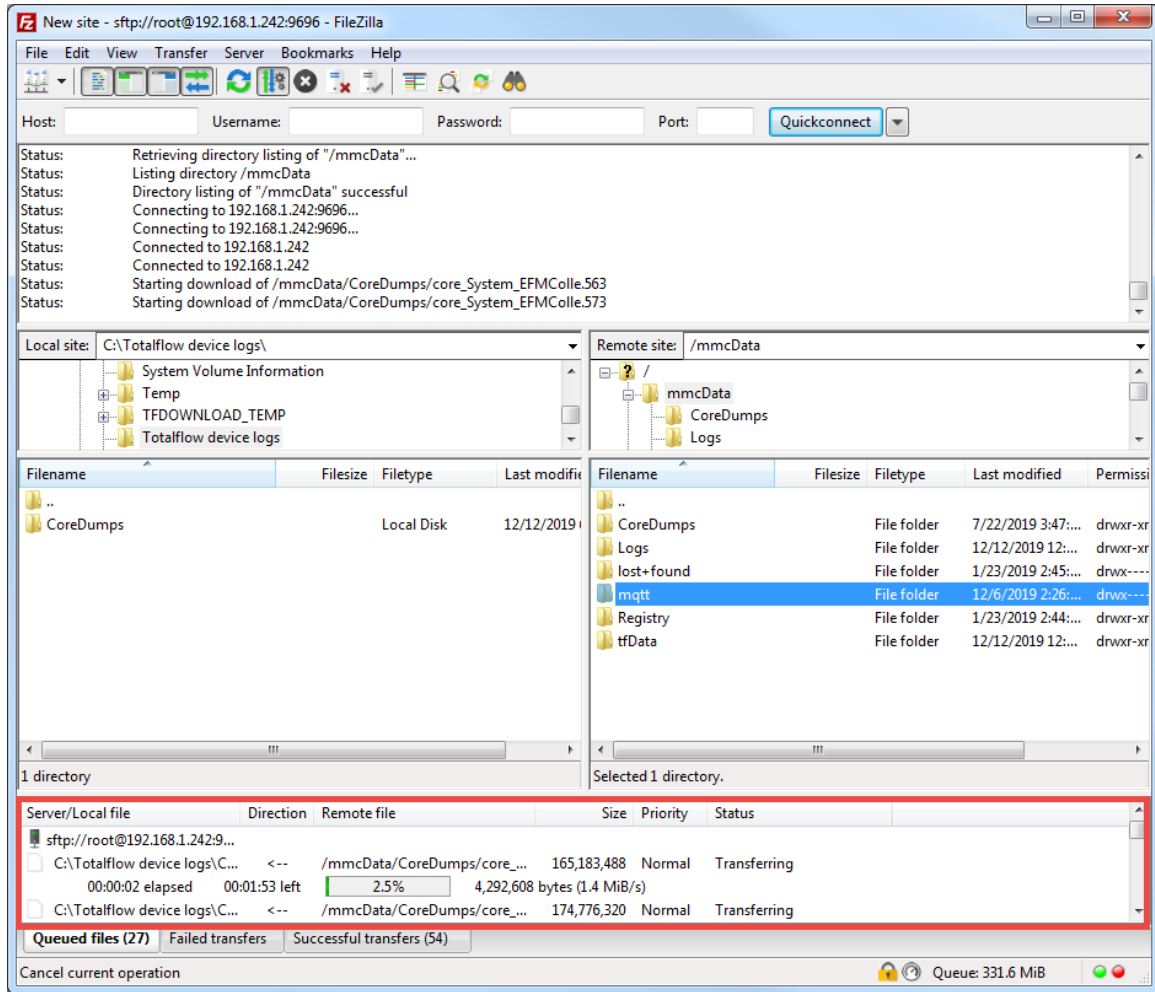 New site - sftp://root@192.168.1.242:9696 - FileZilla
File Edit View Transfer Server Bookmarks Help
Host: Username: Password: Port: Quickconnect
Status: Retrieving directory listing of "/mmcData"...
Status: Listing directory /mmcData
Status: Directory listing of "/mmcData" successful
Status: Connecting to 192.168.1.242:9696...
Status: Connecting to 192.168.1.242:9696...
Status: Connected to 192.168.1.242
Status: Connected to 192.168.1.242
Status: Starting download of /mmcData/CoreDumps/core_System_EFMColle.563
Status: Starting download of /mmcData/CoreDumps/core_System_EFMColle.573
Local site: C:\Totalflow device logs\
System Volume Information
Temp
TFDOWNLOAD_TEMP
Totalflow device logs
Remote site: /mmcData
/
mmcData
CoreDumps
Logs
Filename Filesize Filetype Last modifie
..
CoreDumps Local Disk 12/12/2019
1 directory
Filename Filesize Filetype Last modified Permissi
..
CoreDumps File folder 7/22/2019 3:47:... drwxr-xr
Logs File folder 12/12/2019 12:... drwxr-xr
lost+found File folder 1/23/2019 2:45:... drwx----
mqtt File folder 12/6/2019 2:26:... drwx----
Registry File folder 1/23/2019 2:44:... drwxr-xr
tfData File folder 12/12/2019 12:... drwxr-xr
Selected 1 directory.
Server/Local file Direction Remote file Size Priority Status
sftp://root@192.168.1.242:9...
C:\Totalflow device logs\C... <-- /mmcData/CoreDumps/core_... 165,183,488 Normal Transferring
00:00:02 elapsed 00:01:53 left 2.5% 4,292,608 bytes (1.4 MiB/s)
C:\Totalflow device logs\C... <-- /mmcData/CoreDumps/core_... 174,776,320 Normal Transferring
Queued files (27) Failed transfers Successful transfers (54)
Cancel current operation Queue: 331.6 MiB